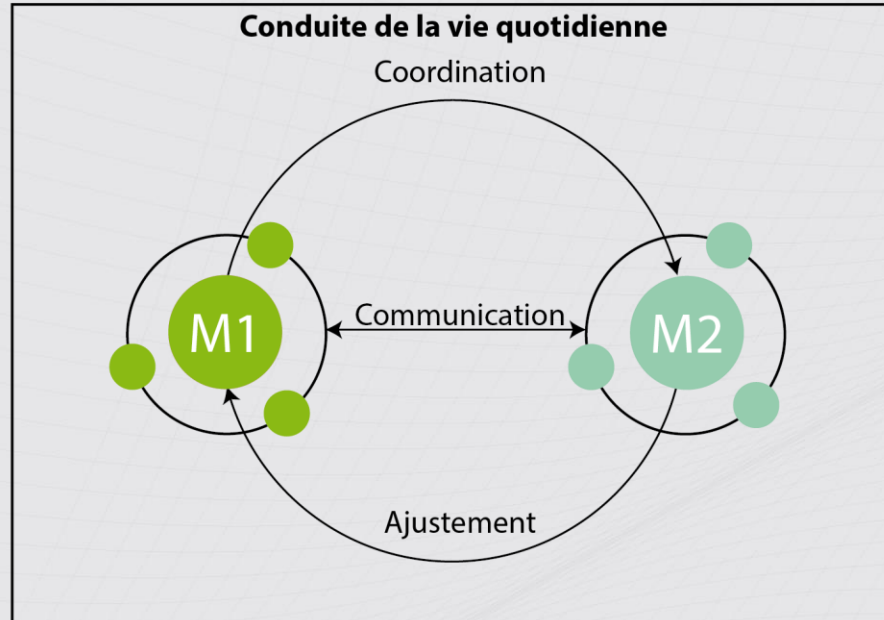 Conduite de la vie quotidienne
Coordination
M1
Communication
M2
Ajustement